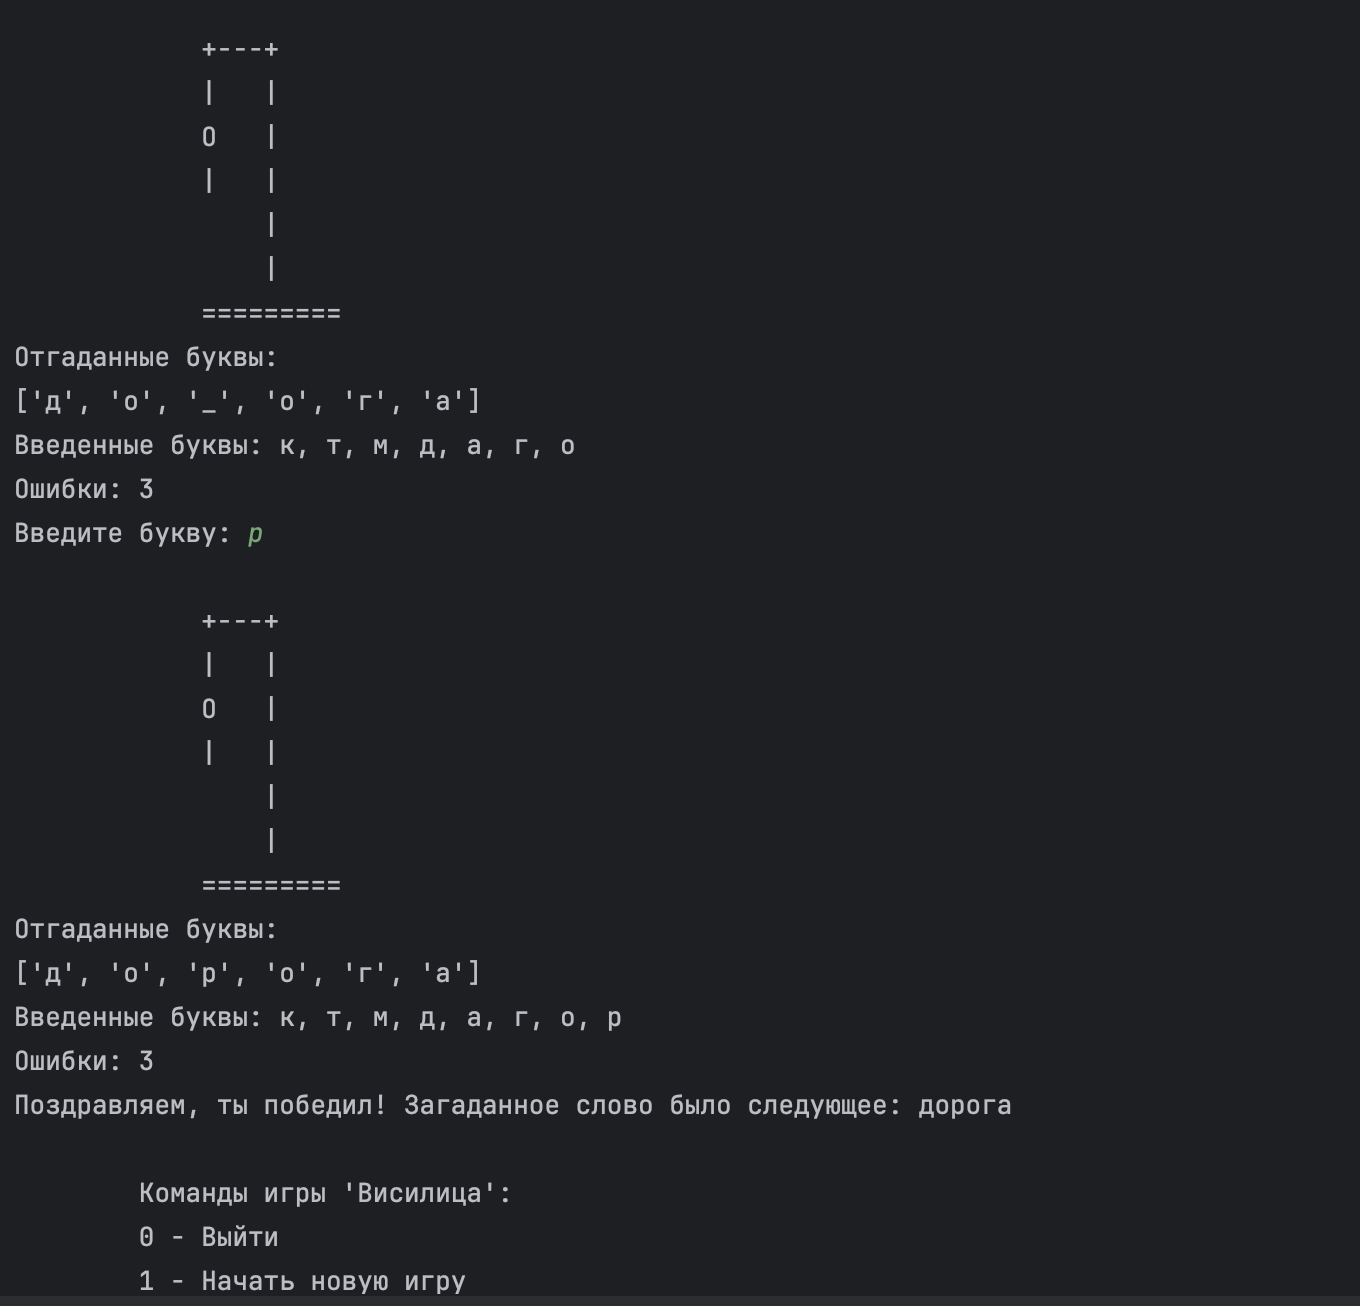 +---+
|   |
O   |
|   |
    |
    |
=========
Отгаданные буквы:
['д', 'о', '_', 'о', 'г', 'а']
Введенные буквы: к, т, м, д, а, г, о
Ошибки: 3
Введите букву: р
+---+
|   |
O   |
|   |
    |
    |
=========
Отгаданные буквы:
['д', 'о', 'р', 'о', 'г', 'а']
Введенные буквы: к, т, м, д, а, г, о, р
Ошибки: 3
Поздравляем, ты победил! Загаданное слово было следующее: дорога
Команды игры 'Висилица':
0 - Выйти
1 - Начать новую игру